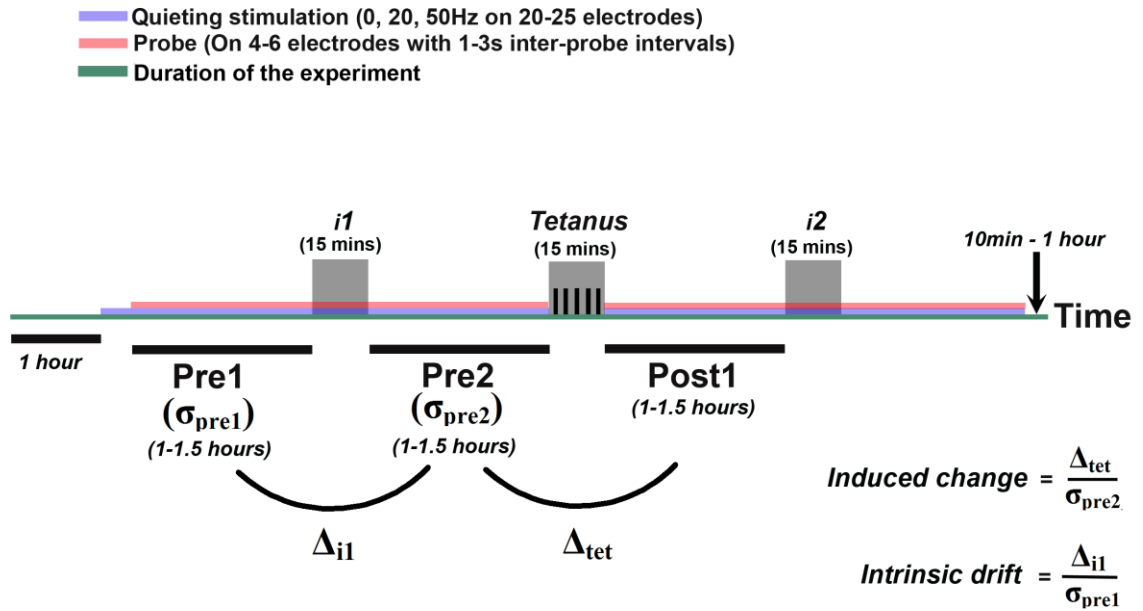 Quieting stimulation (0, 20, 50Hz on 20-25 electrodes)
Probe (On 4-6 electrodes with 1-3s inter-probe intervals)
Duration of the experiment
i1
(15 mins)
Tetanus
(15 mins)
i2
(15 mins)
10min - 1 hour
Time
1 hour
Pre1
(σpre1)
(1-1.5 hours)
Pre2
(σpre2)
(1-1.5 hours)
Post1
(1-1.5 hours)
Δi1
Δtet
Induced change = Δtet
σpre2
Intrinsic drift = Δi1
σpre1